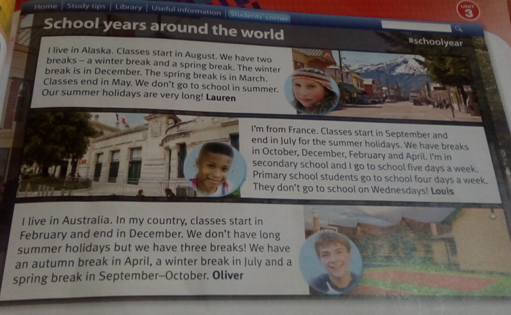 Home | Study tips | Library | Useful information | Students' corner
UNIT
3
School years around the world
#schoolyear
I live in Alaska. Classes start in August. We have two
breaks – a winter break and a spring break. The winter
break is in December. The spring break is in March.
Classes end in May. We don't go to school in summer.
Our summer holidays are very long! Lauren
I'm from France. Classes start in September and
end in July for the summer holidays. We have breaks
in October, December, February and April. I'm in
secondary school and I go to school five days a week.
Primary school students go to school four days a week.
They don't go to school on Wednesdays! Louis
I live in Australia. In my country, classes start in
February and end in December. We don't have long
summer holidays but we have three breaks! We have
an autumn break in April, a winter break in July and a
spring break in September–October. Oliver